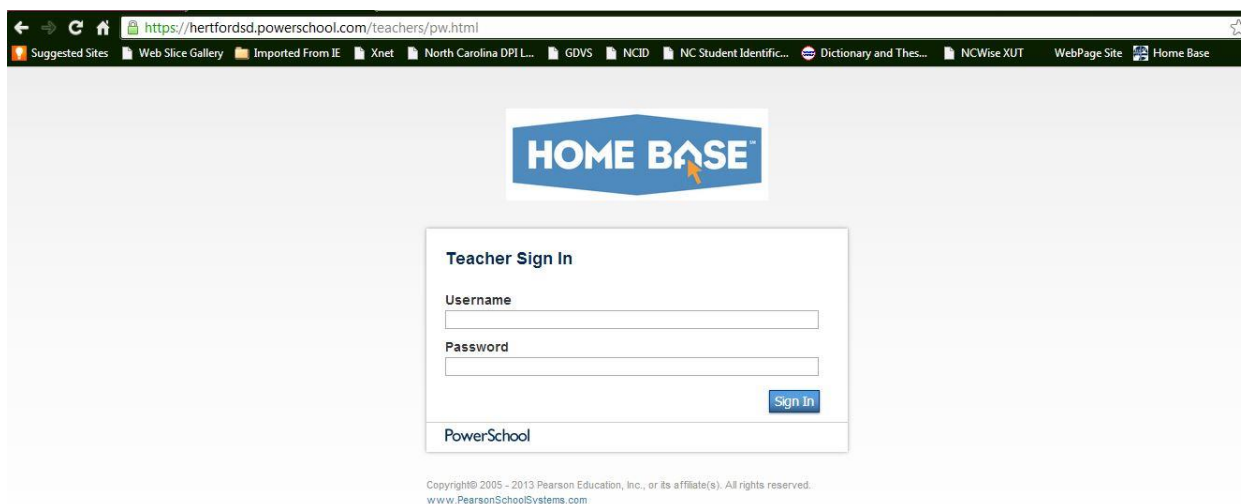 https://hertfordsd.powerschool.com/teachers/pw.html
Suggested Sites Web Slice Gallery Imported From IE Xnet North Carolina DPI L... GDVS NCID NC Student Identific... Dictionary and Thes... NCWise XUT WebPage Site Home Base
HOME BASE
Teacher Sign In
Username
Password
Sign In
PowerSchool
Copyright© 2005 - 2013 Pearson Education, Inc., or its affiliate(s). All rights reserved.
www.PearsonSchoolSystems.com